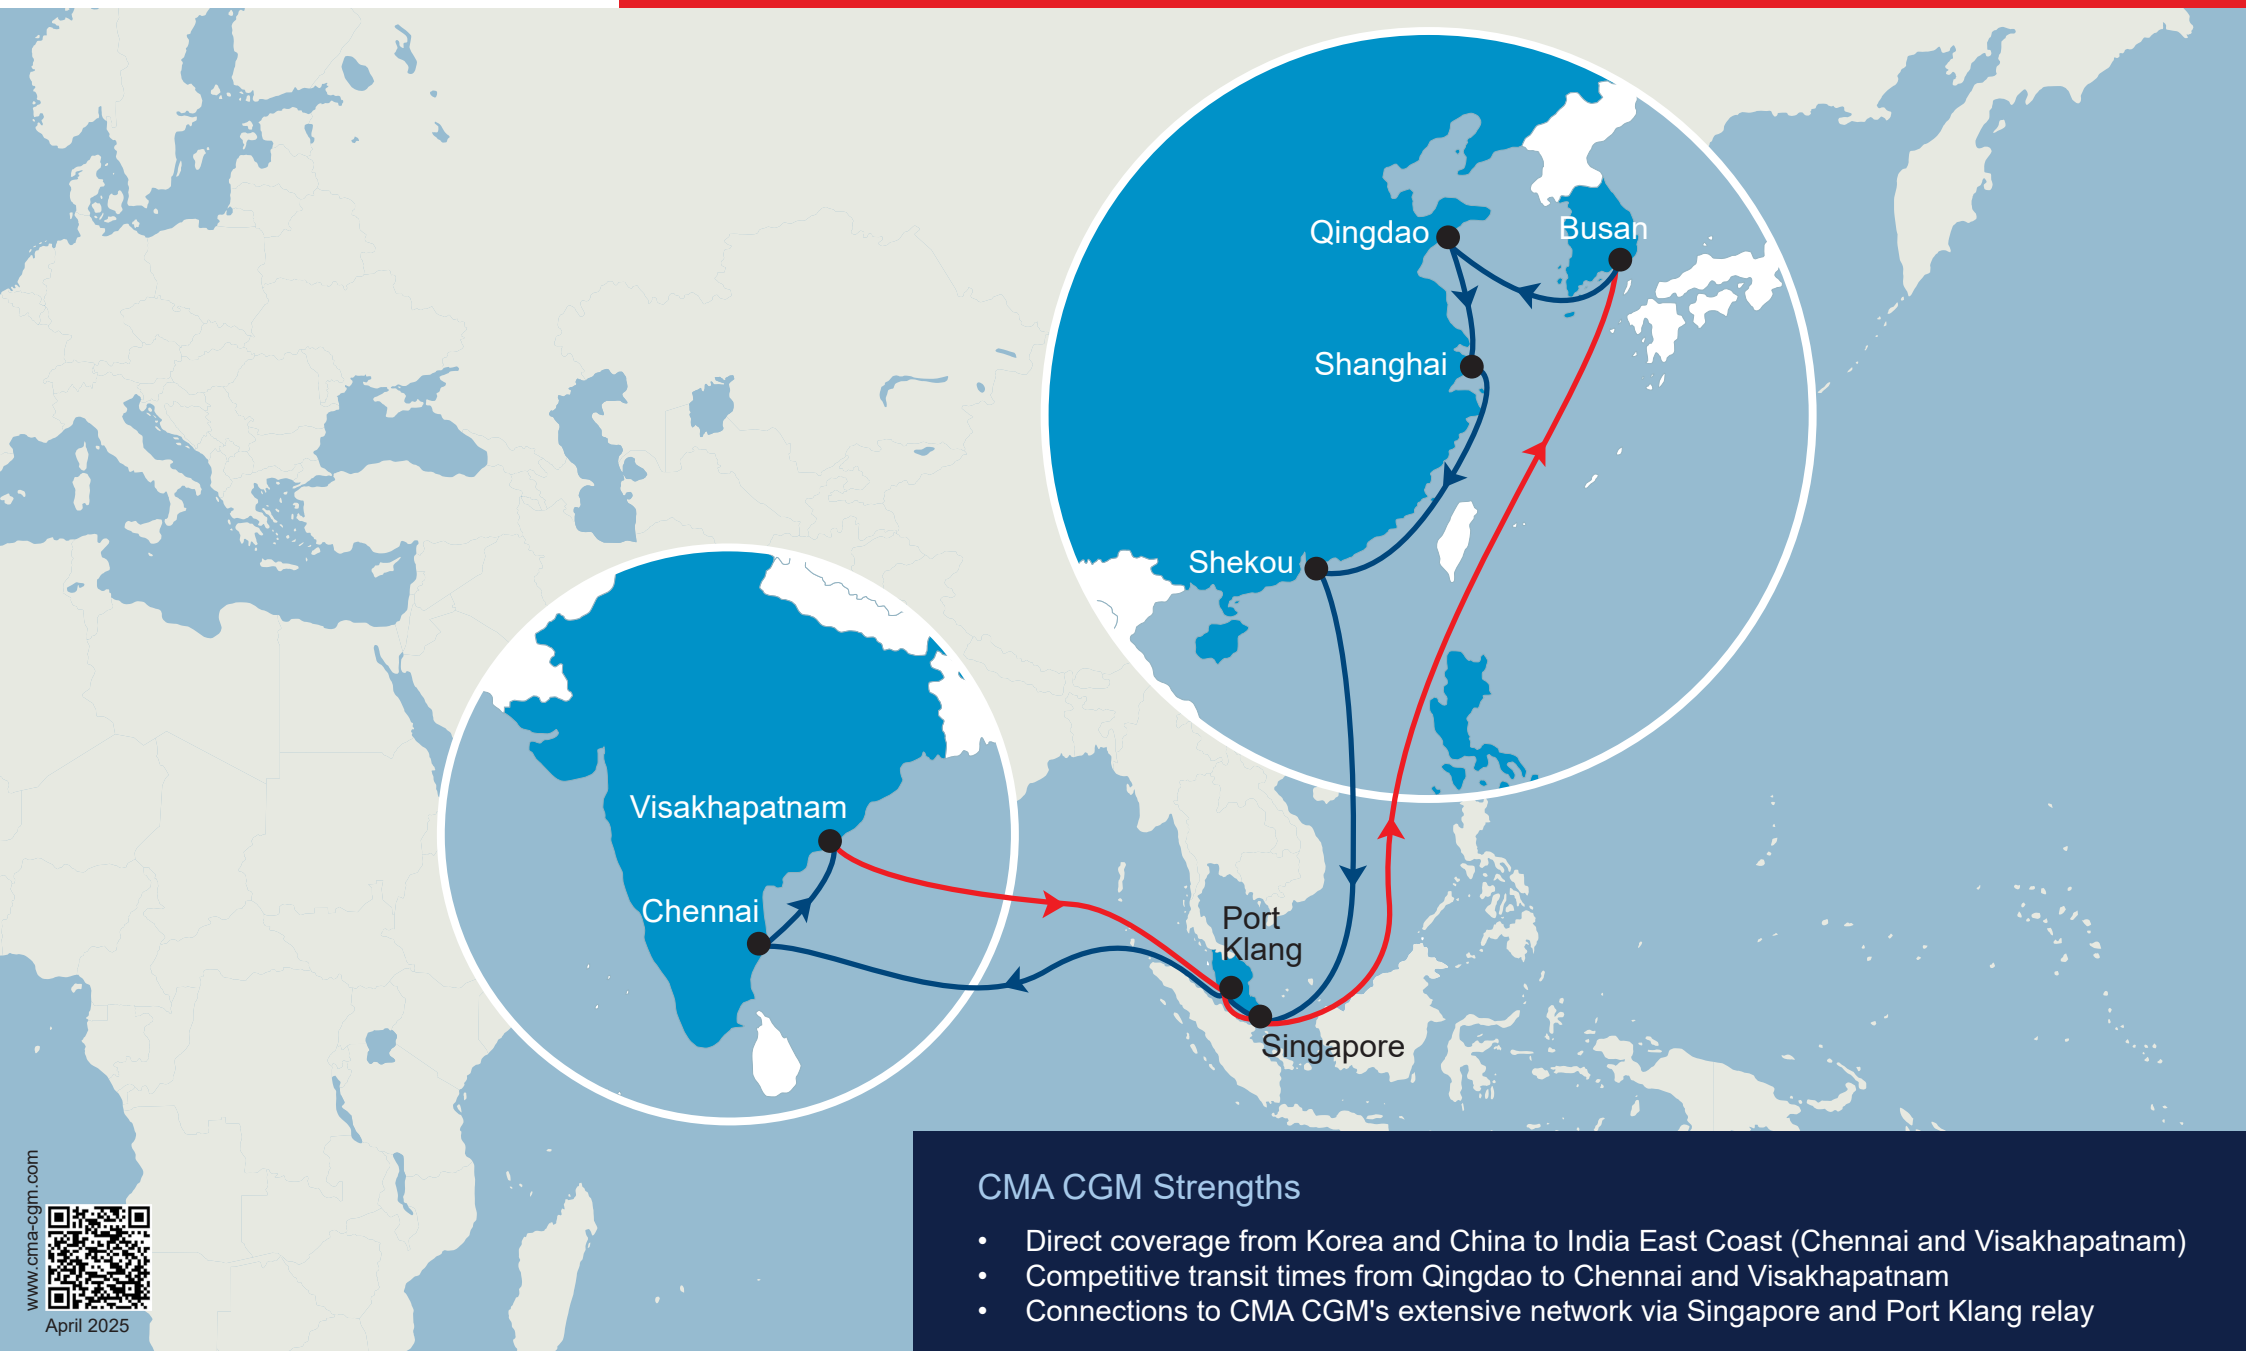 Qingdao
Busan
Shanghai
Shekou
Visakhapatnam
Chennai
Port
Klang
Singapore
CMA CGM Strengths
• Direct coverage from Korea and China to India East Coast (Chennai and Visakhapatnam)
• Competitive transit times from Qingdao to Chennai and Visakhapatnam
• Connections to CMA CGM's extensive network via Singapore and Port Klang relay
www.cma-cgm.com
April 2025